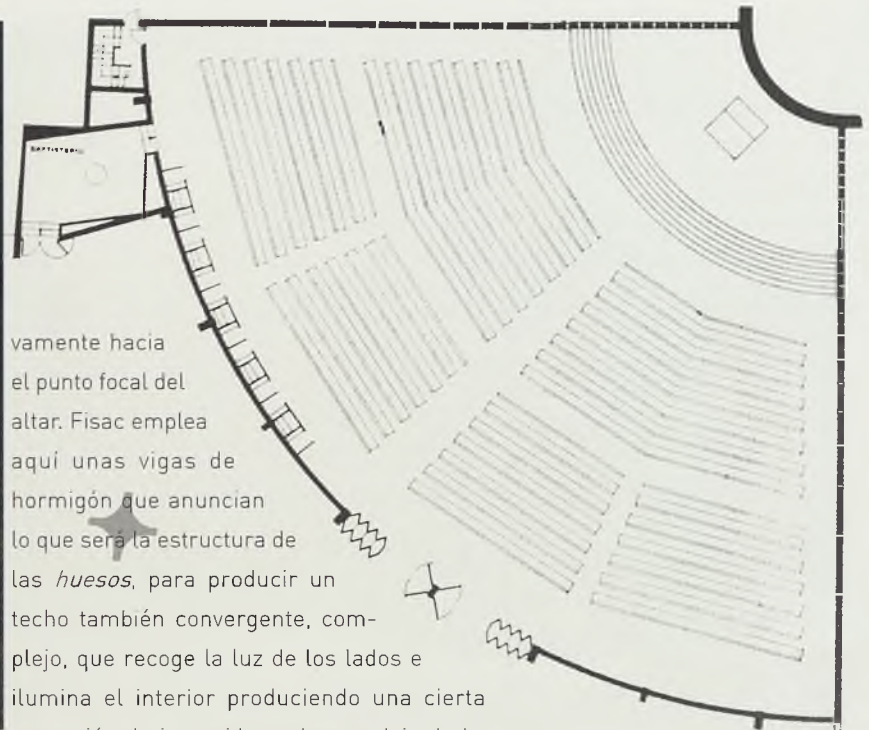 BAPTISTERIO
vamente hacia
el punto focal del
altar. Fisac emplea
aquí unas vigas de
hormigón que anuncian
lo que será la estructura de
las huesos, para producir un
techo también convergente, com-
plejo, que recoge la luz de los lados e
ilumina el interior produciendo una cierta